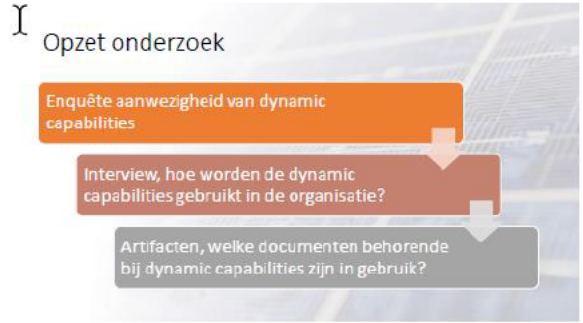 Opzet onderzoek
Enquête aanwezigheid van dynamic
capabilities
Interview, hoe worden de dynamic
capabilities gebruikt in de organisatie?
Artifacten, welke documenten behorende
bij dynamic capabilities zijn in gebruik?